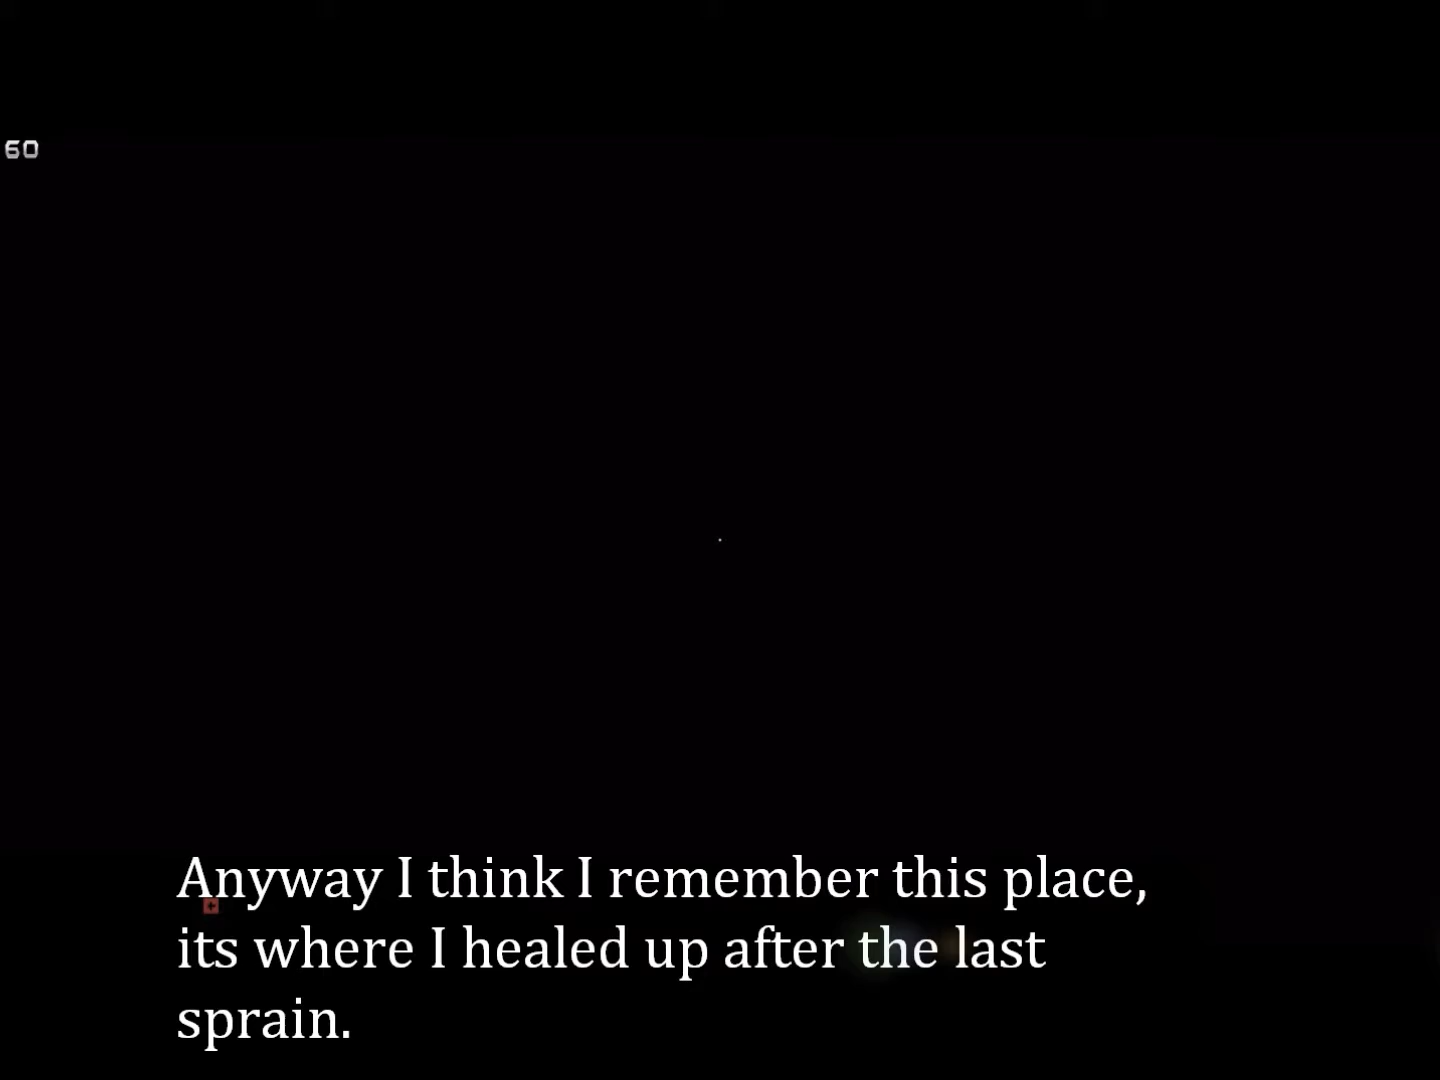 60
Anyway I think I remember this place,
its where I healed up after the last
sprain.